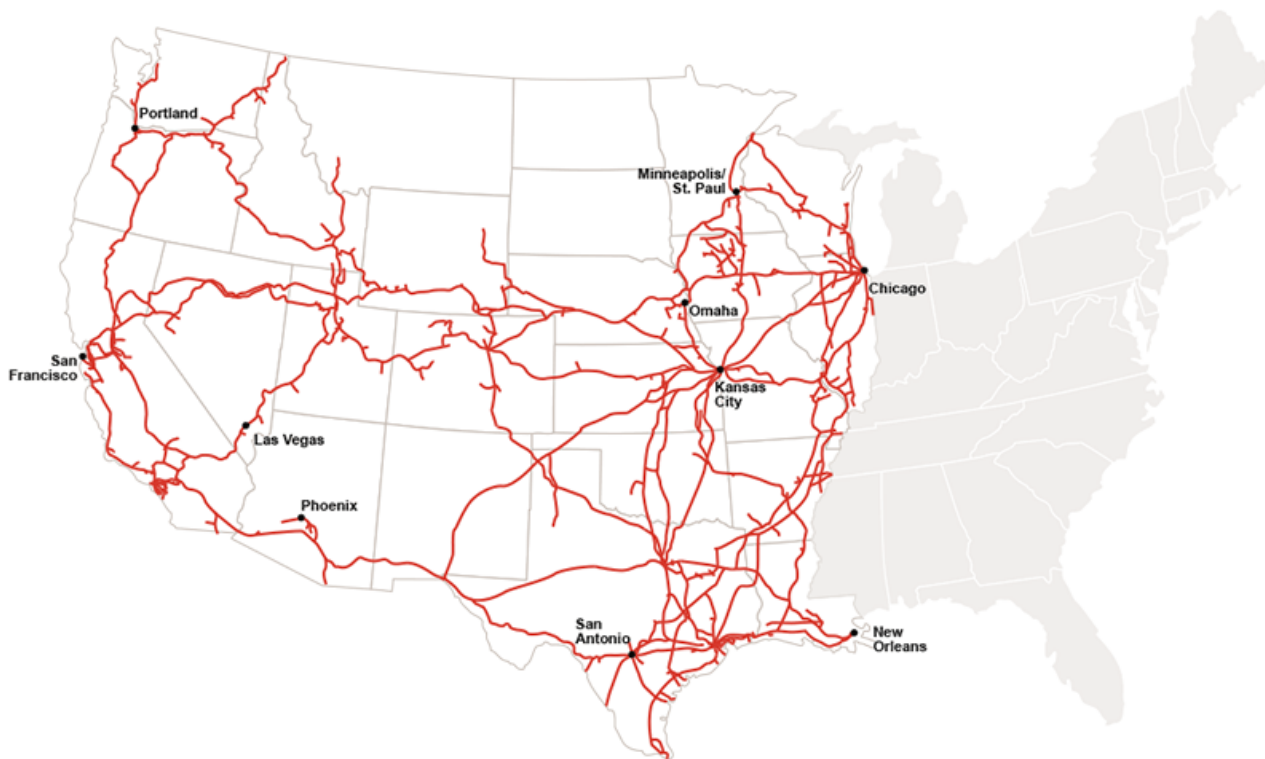 Portland
Minneapolis/
St. Paul
Chicago
Omaha
San
Francisco
Kansas
City
Las Vegas
Phoenix
San
Antonio
New
Orleans